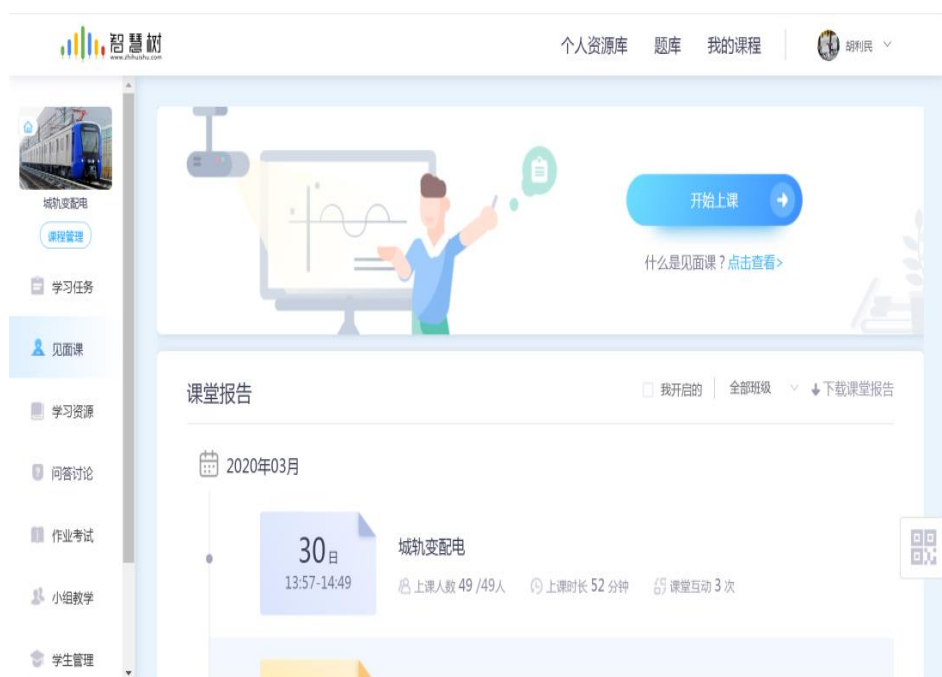 智慧树
www.zhihuishu.com
个人资源库 题库 我的课程 胡利民
城轨变配电
课程管理
学习任务
见面课
学习资源
问答讨论
作业考试
小组教学
学生管理
开始上课
什么是见面课？点击查看>
课堂报告 我开启的 全部班级 下载课堂报告
2020年03月
30日
13:57-14:49
城轨变配电
上课人数 49 /49人 上课时长 52 分钟 课堂互动 3 次